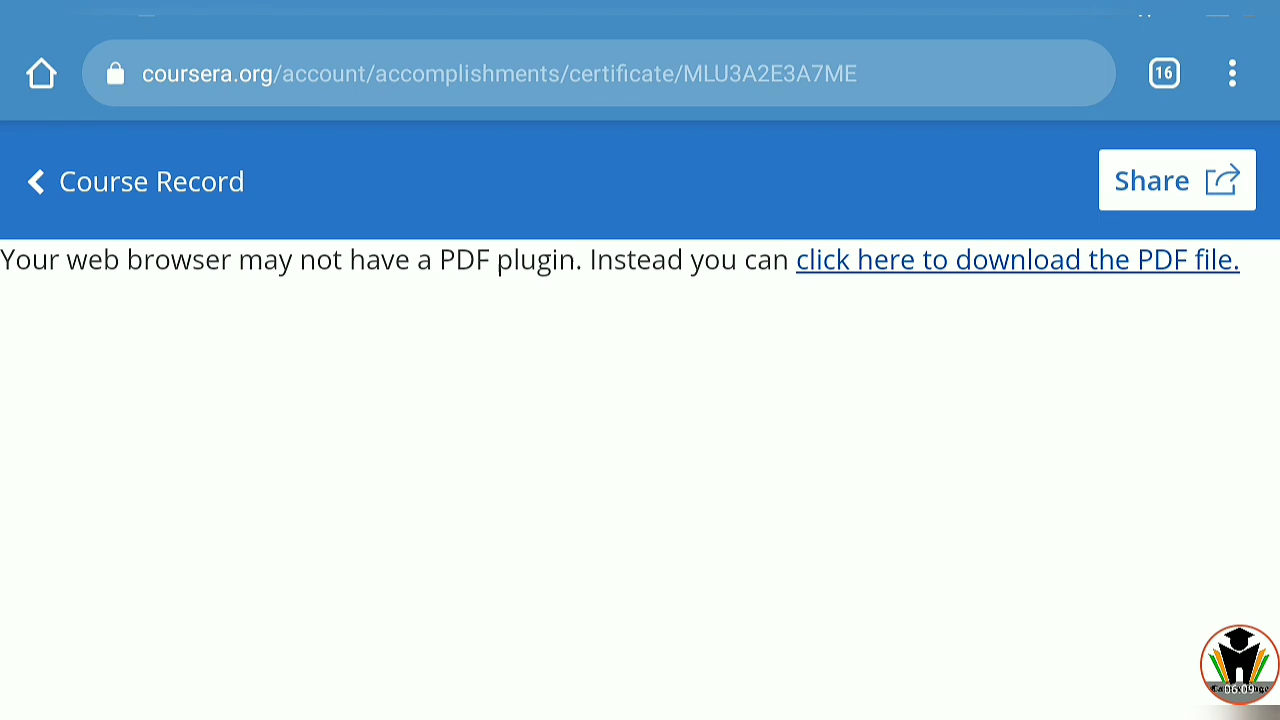 coursera.org/account/accomplishments/certificate/MLU3A2E3A7ME
16
Course Record
Share
Your web browser may not have a PDF plugin. Instead you can click here to download the PDF file.